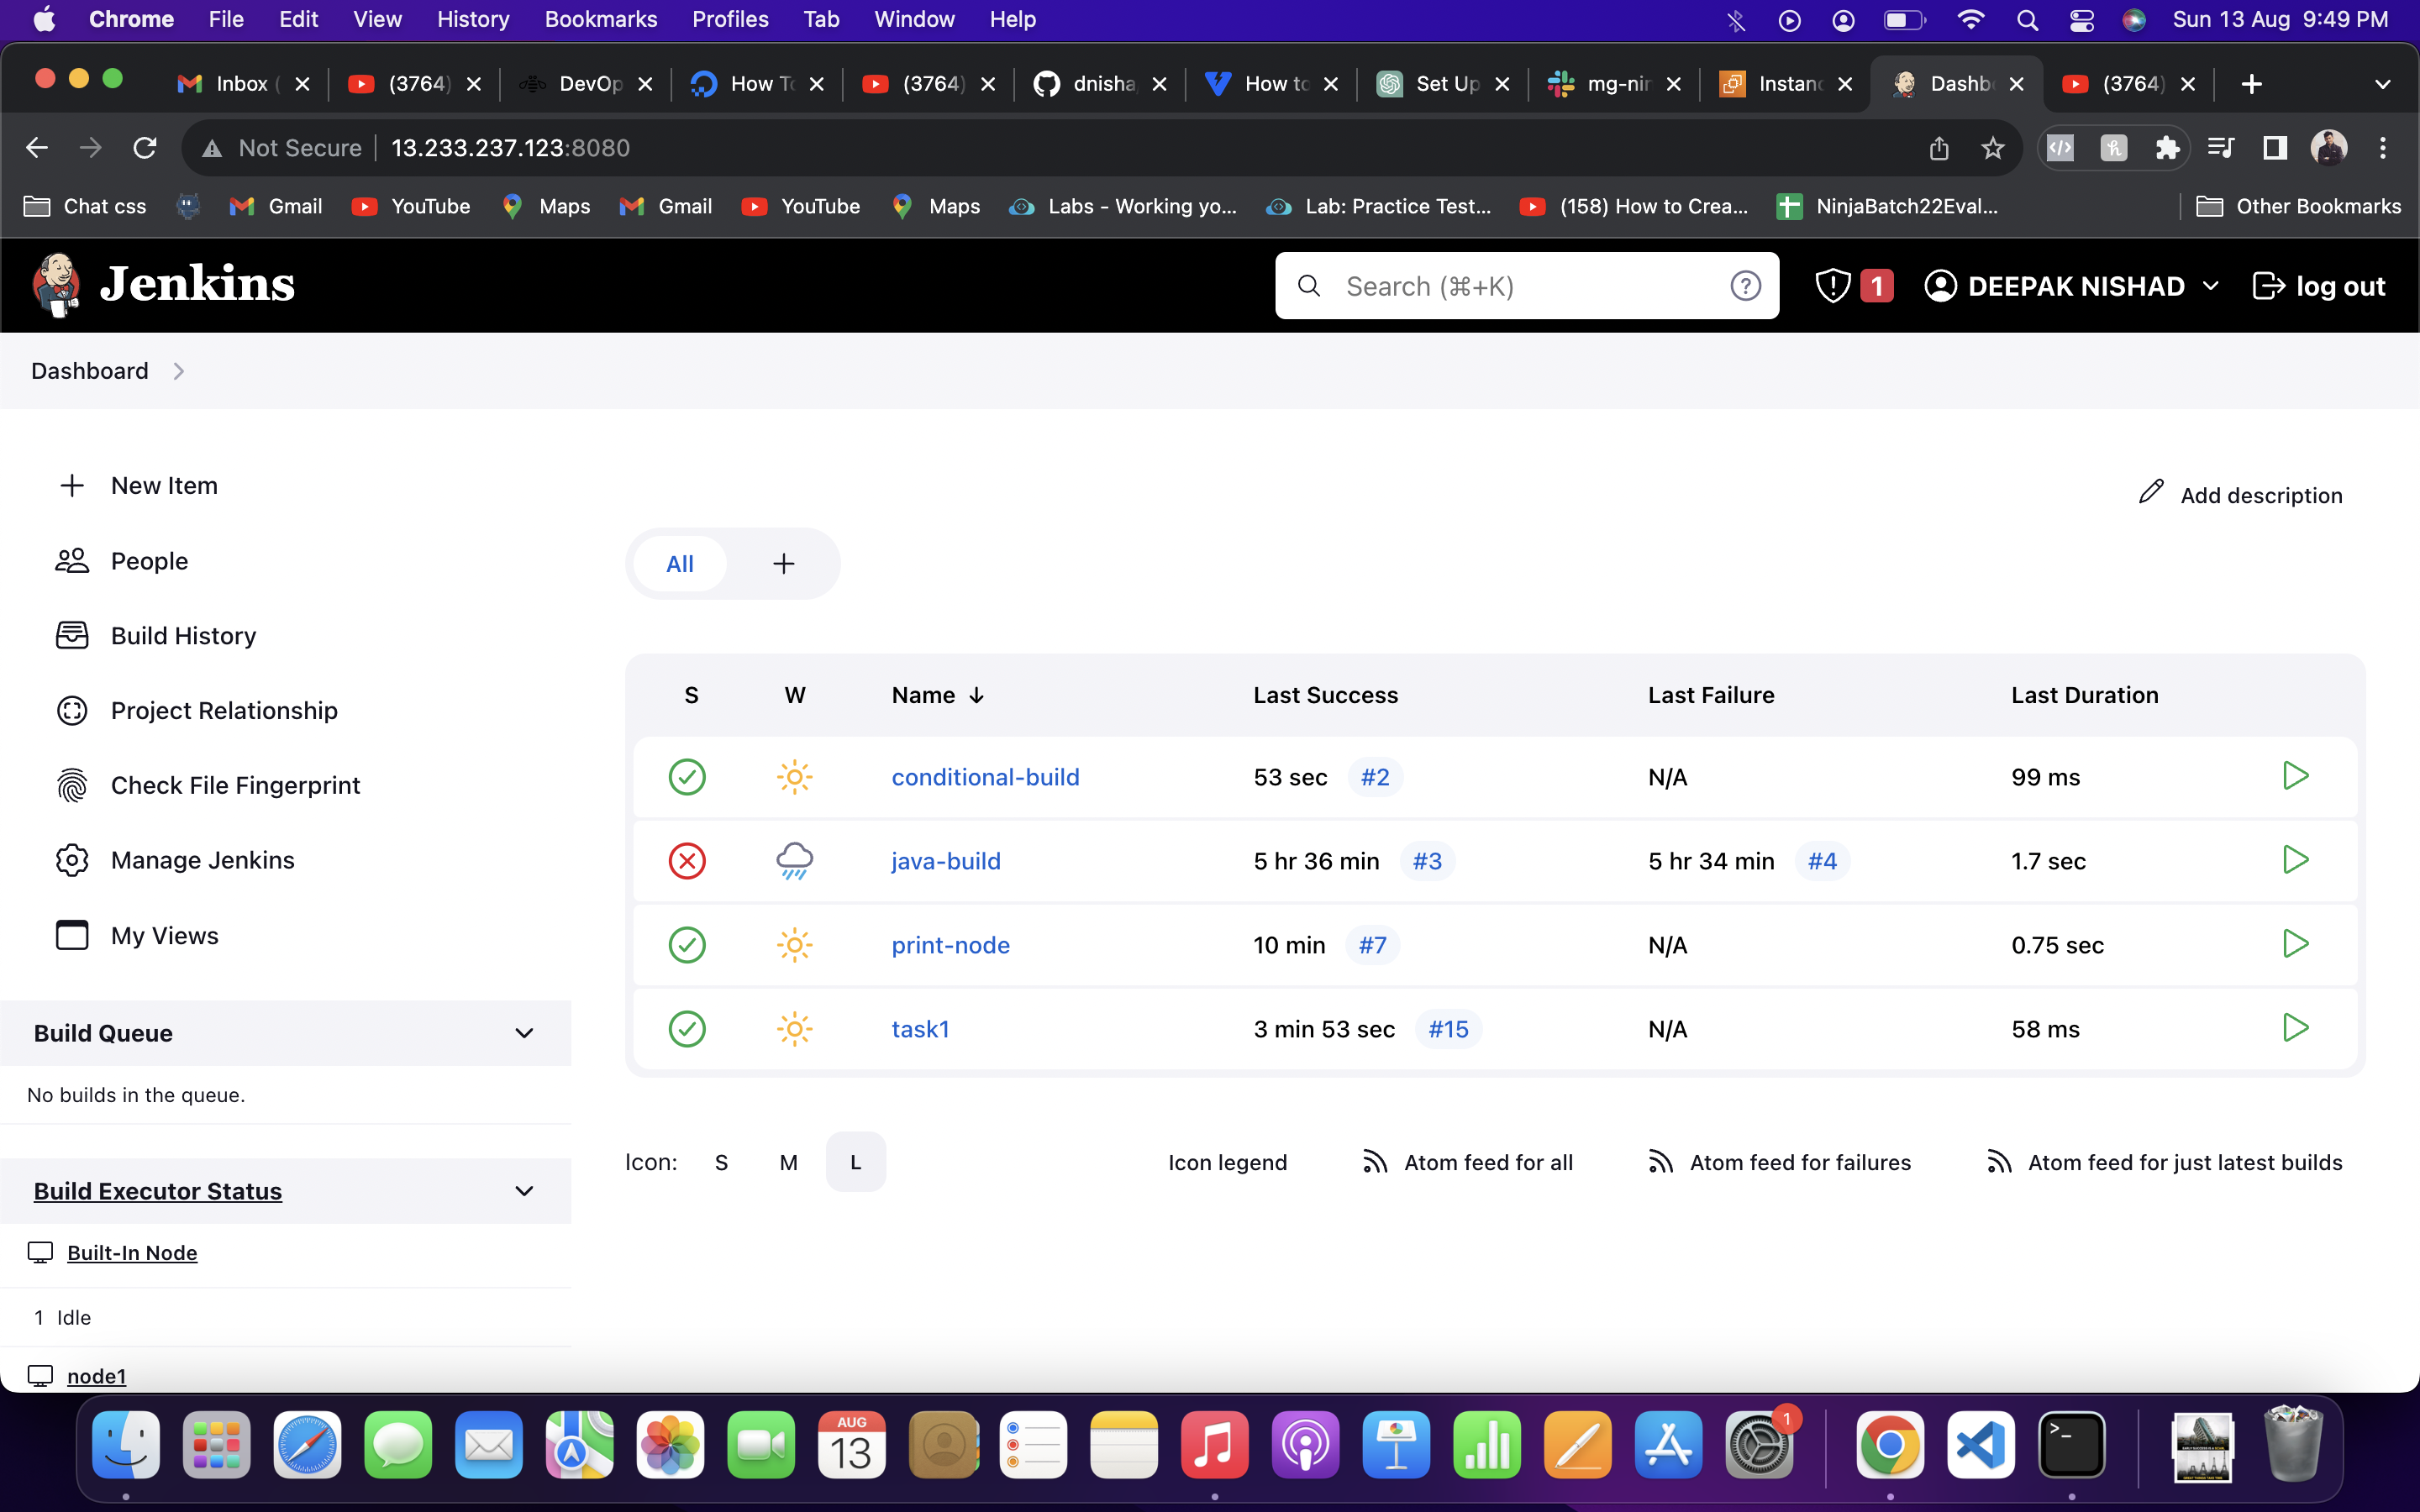 Chrome File Edit View History Bookmarks Profiles Tab Window Help Sun 13 Aug 9:49 PM
Inbox ( (3764) DevOp How To (3764) dnisha How to Set Up mg-nin Instanc Dashb (3764)
Not Secure 13.233.237.123:8080
Chat css Gmail YouTube Maps Gmail YouTube Maps Labs - Working yo... Lab: Practice Test... (158) How to Crea... NinjaBatch22Eval... Other Bookmarks
Jenkins Search (⌘+K) 1 DEEPAK NISHAD log out
Dashboard
New Item
People
Build History
Project Relationship
Check File Fingerprint
Manage Jenkins
My Views
Build Queue
No builds in the queue.
Build Executor Status
Built-In Node
1 Idle
node1
Add description
All +
S W Name ↓ Last Success Last Failure Last Duration
conditional-build 53 sec #2 N/A 99 ms
java-build 5 hr 36 min #3 5 hr 34 min #4 1.7 sec
print-node 10 min #7 N/A 0.75 sec
task1 3 min 53 sec #15 N/A 58 ms
Icon: S M L Icon legend Atom feed for all Atom feed for failures Atom feed for just latest builds
AUG
13
1